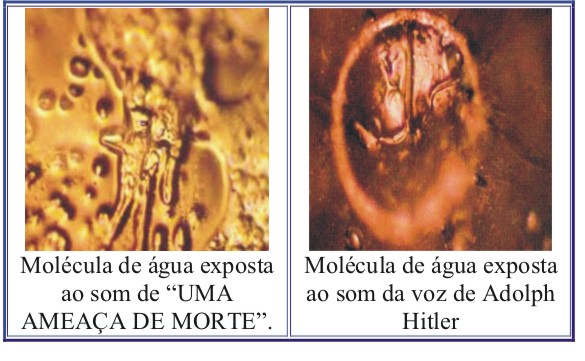 Molécula de água exposta
ao som de “UMA
AMEAÇA DE MORTE”.
Molécula de água exposta
ao som da voz de Adolph
Hitler